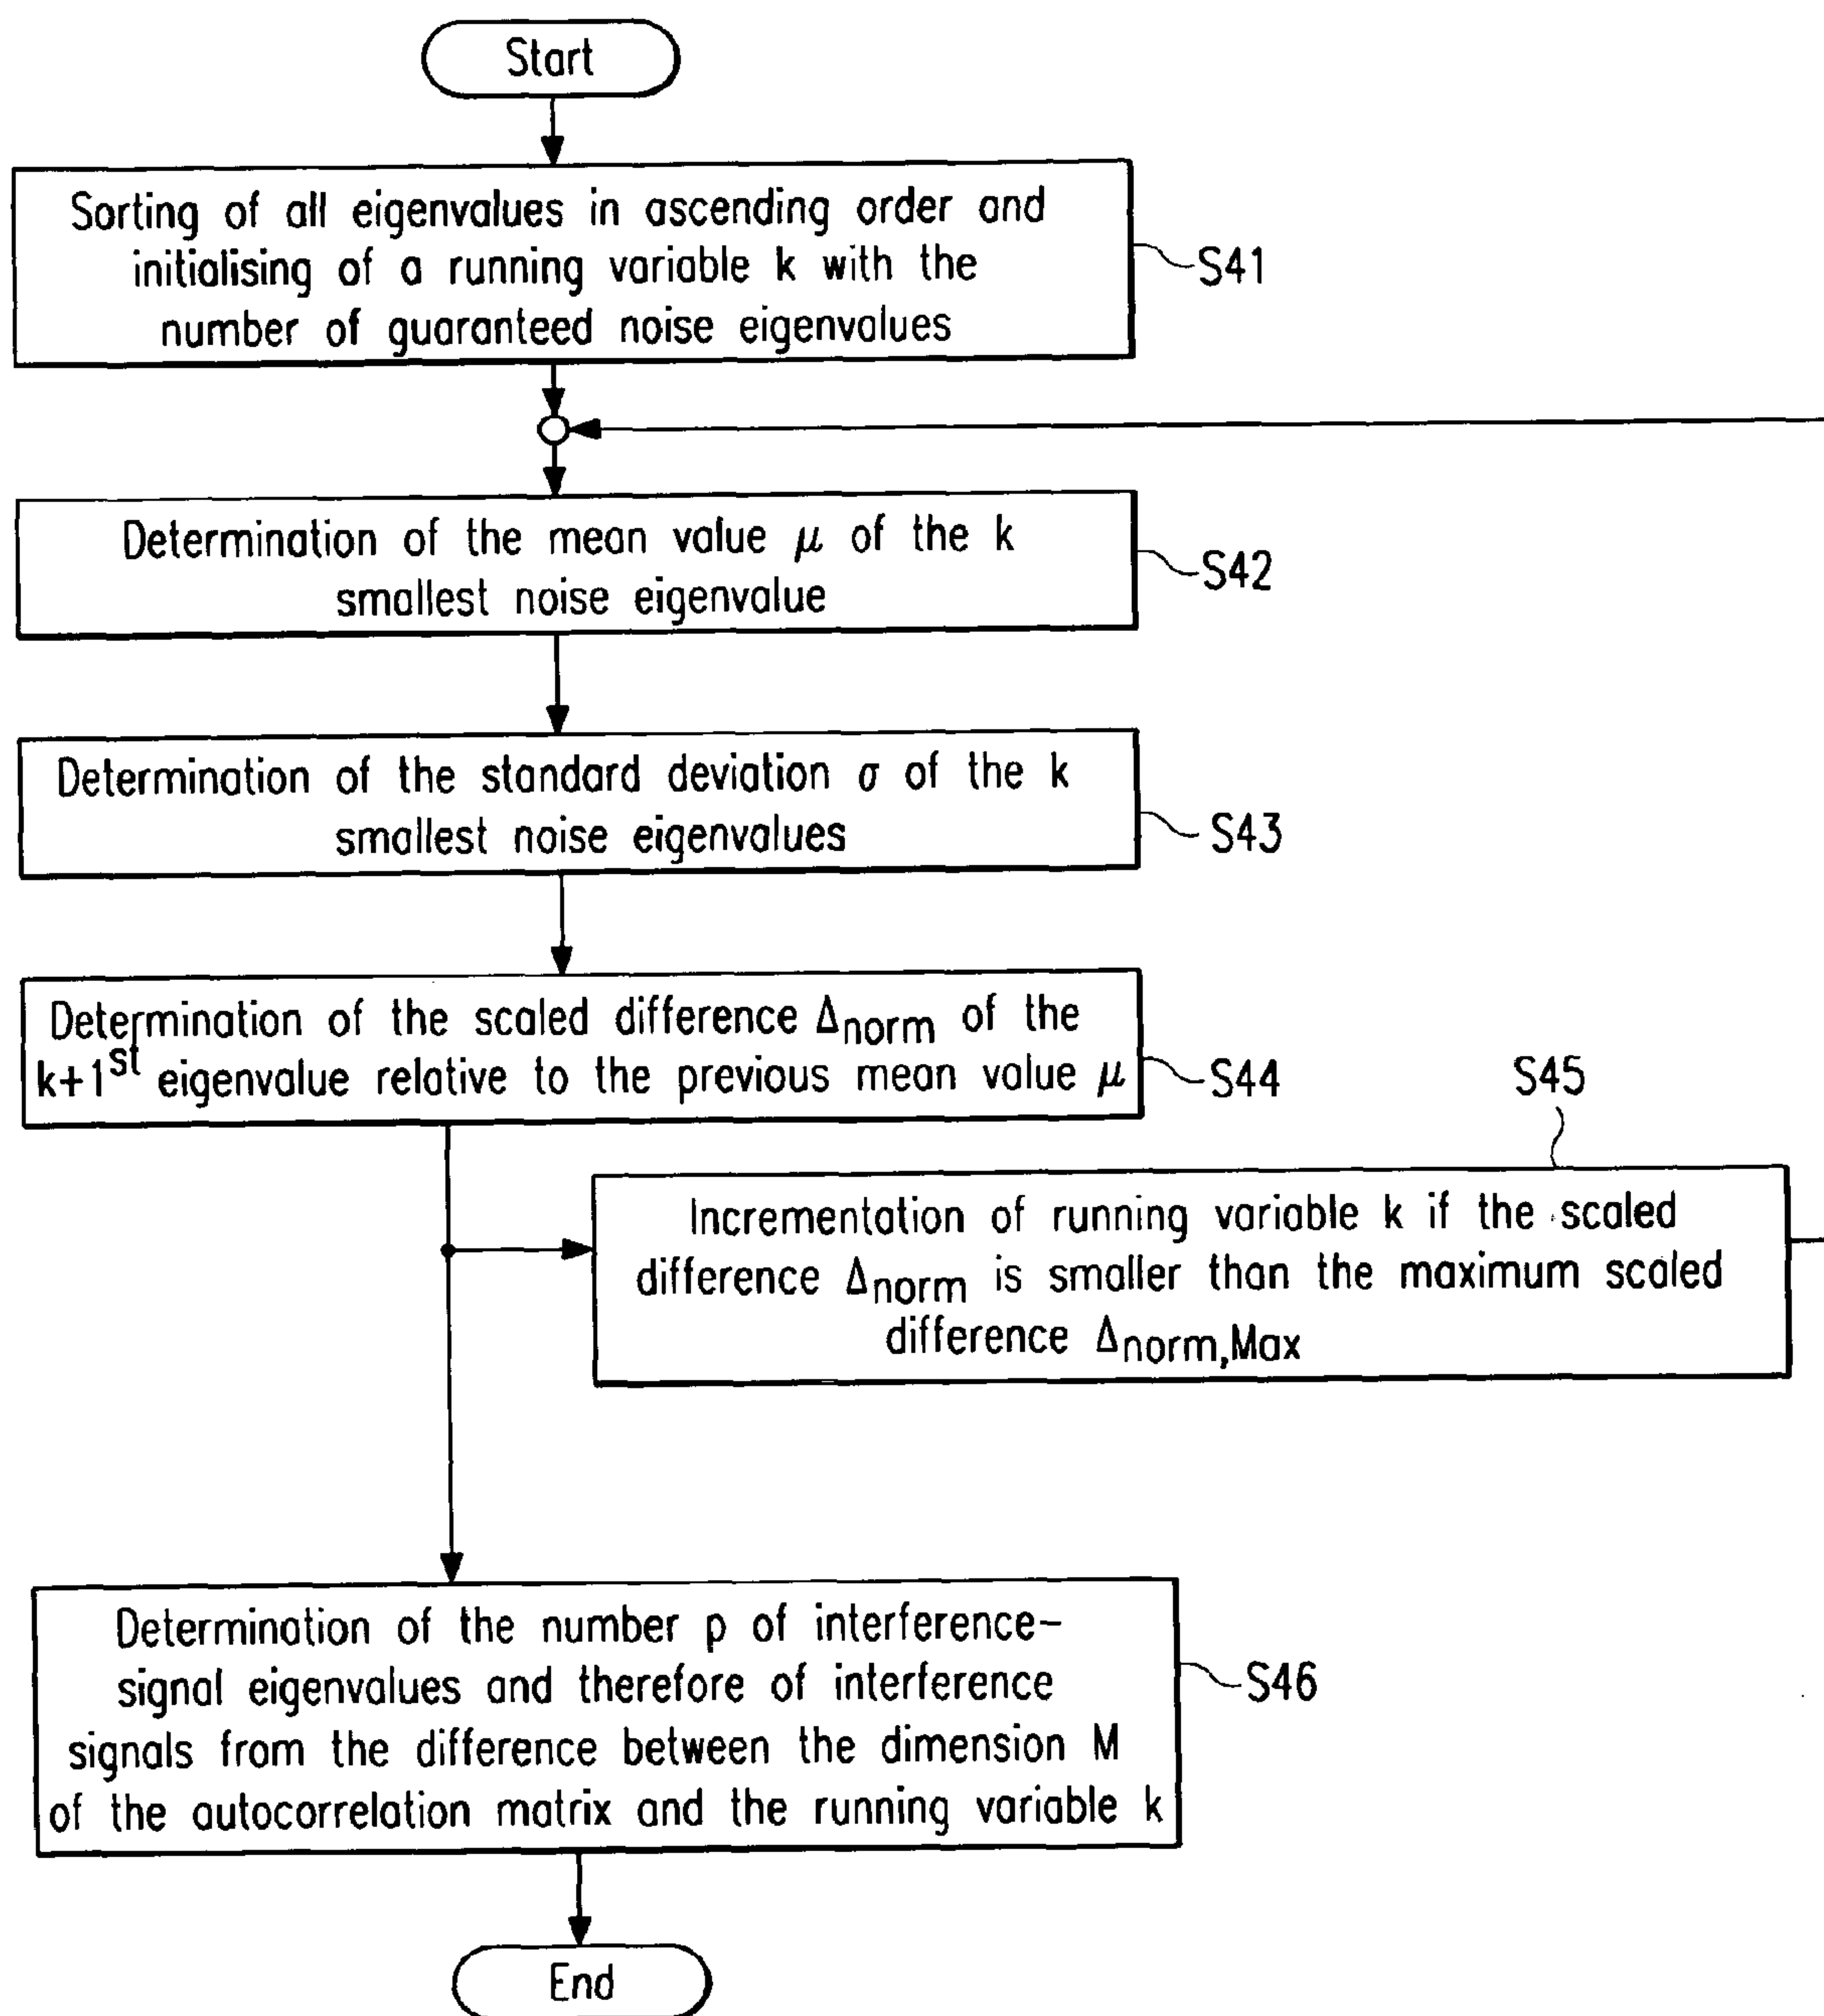 Start
Sorting of all eigenvalues in ascending order and
initialising of a running variable k with the
number of guaranteed noise eigenvalues
S41
Determination of the mean value μ of the k
smallest noise eigenvalue
S42
Determination of the standard deviation σ of the k
smallest noise eigenvalues
S43
Determination of the scaled difference Δnorm of the
k+1st eigenvalue relative to the previous mean value μ
S44
S45
Incrementation of running variable k if the scaled
difference Δnorm is smaller than the maximum scaled
difference Δnorm,Max
Determination of the number p of interference-
signal eigenvalues and therefore of interference
signals from the difference between the dimension M
of the autocorrelation matrix and the running variable k
S46
End